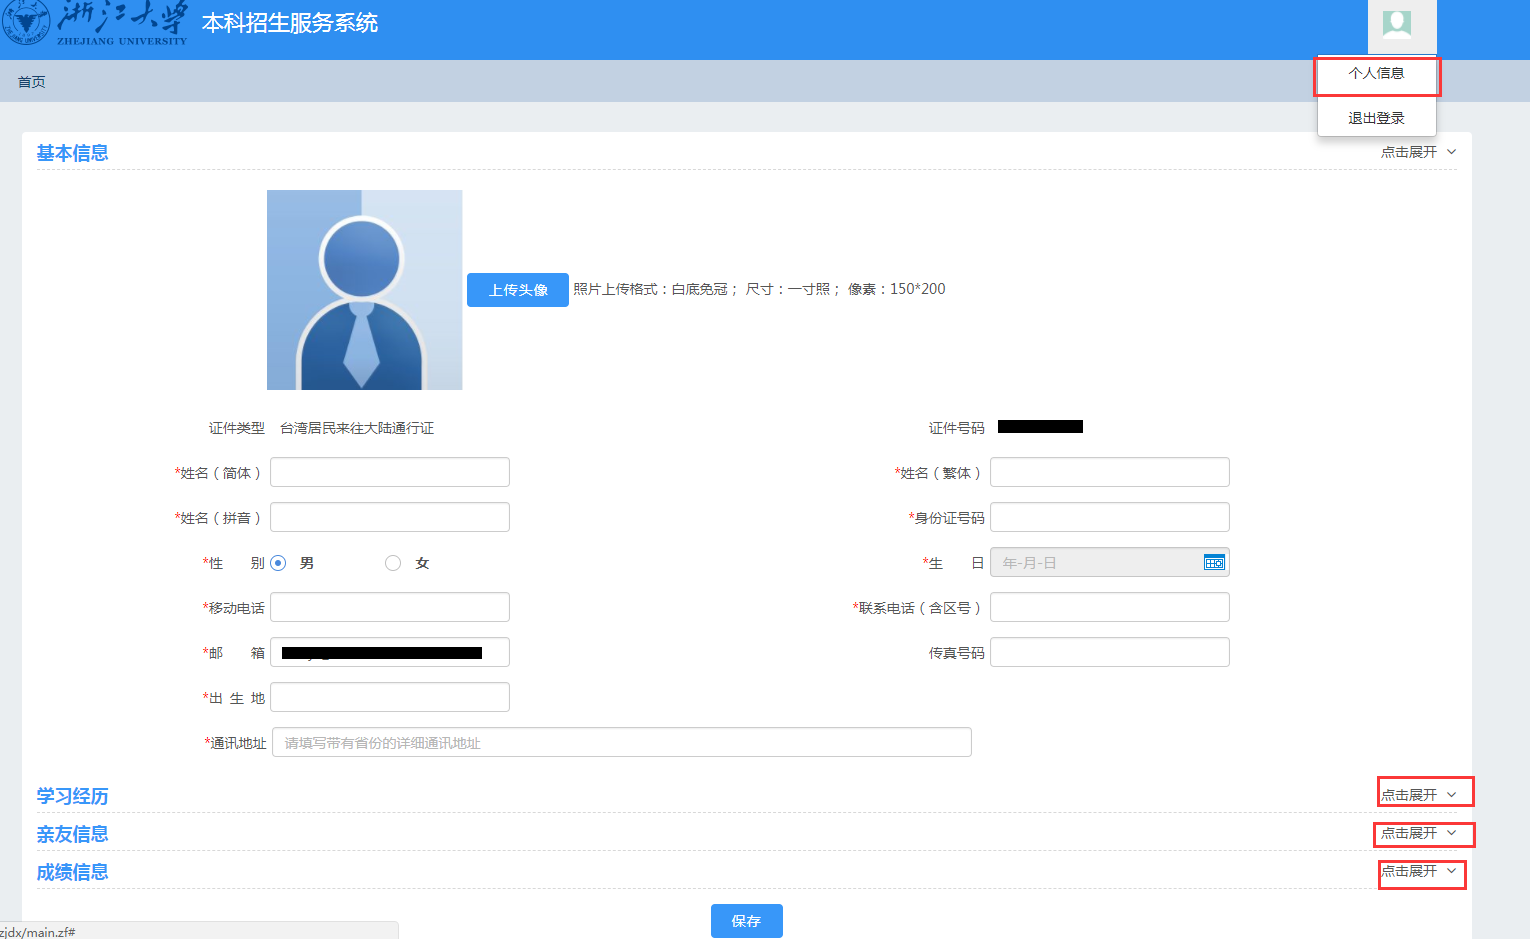 浙江大学
ZHEJIANG UNIVERSITY
本科招生服务系统
首页
个人信息
退出登录
基本信息
点击展开
上传头像
照片上传格式：白底免冠； 尺寸：一寸照； 像素：150*200
证件类型 台湾居民来往大陆通行证
证件号码
*姓名（简体）
*姓名（繁体）
*姓名（拼音）
*身份证号码
*性 别 男 女
*生 日 年-月-日
*移动电话
*联系电话（含区号）
*邮 箱
传真号码
*出 生 地
*通讯地址 请填写带有省份的详细通讯地址
学习经历 点击展开
亲友信息 点击展开
成绩信息 点击展开
保存
zjdx/main.zf#